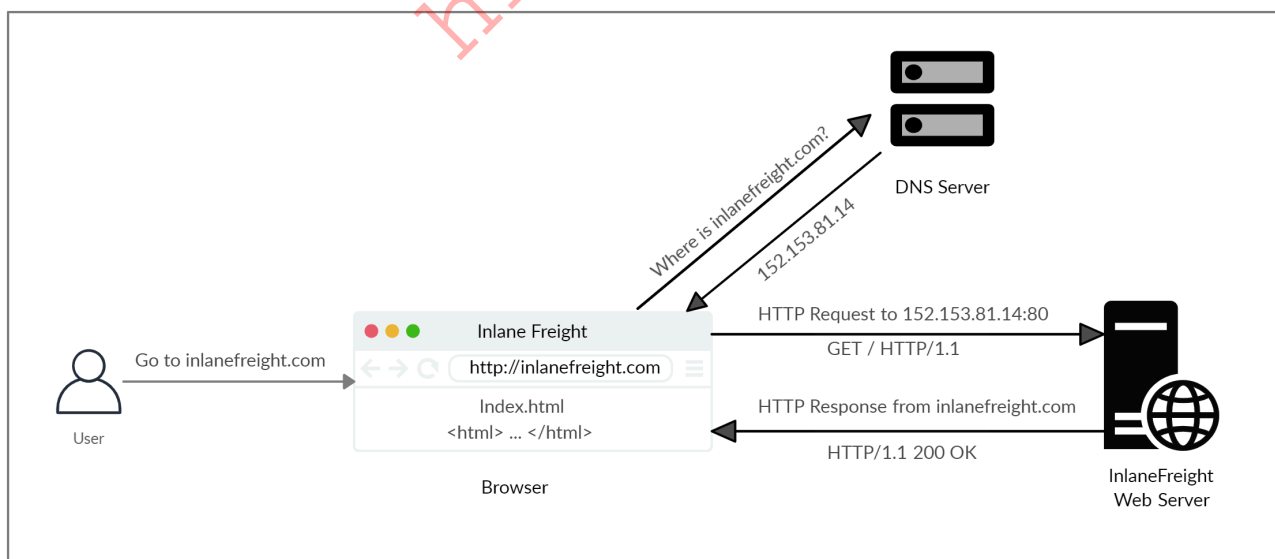 Where is inlanefreight.com?
152.153.81.14
DNS Server
Go to inlanefreight.com
User
Inlane Freight
http://inlanefreight.com
Index.html
<html> ... </html>
Browser
HTTP Request to 152.153.81.14:80
GET / HTTP/1.1
HTTP Response from inlanefreight.com
HTTP/1.1 200 OK
InlaneFreight
Web Server